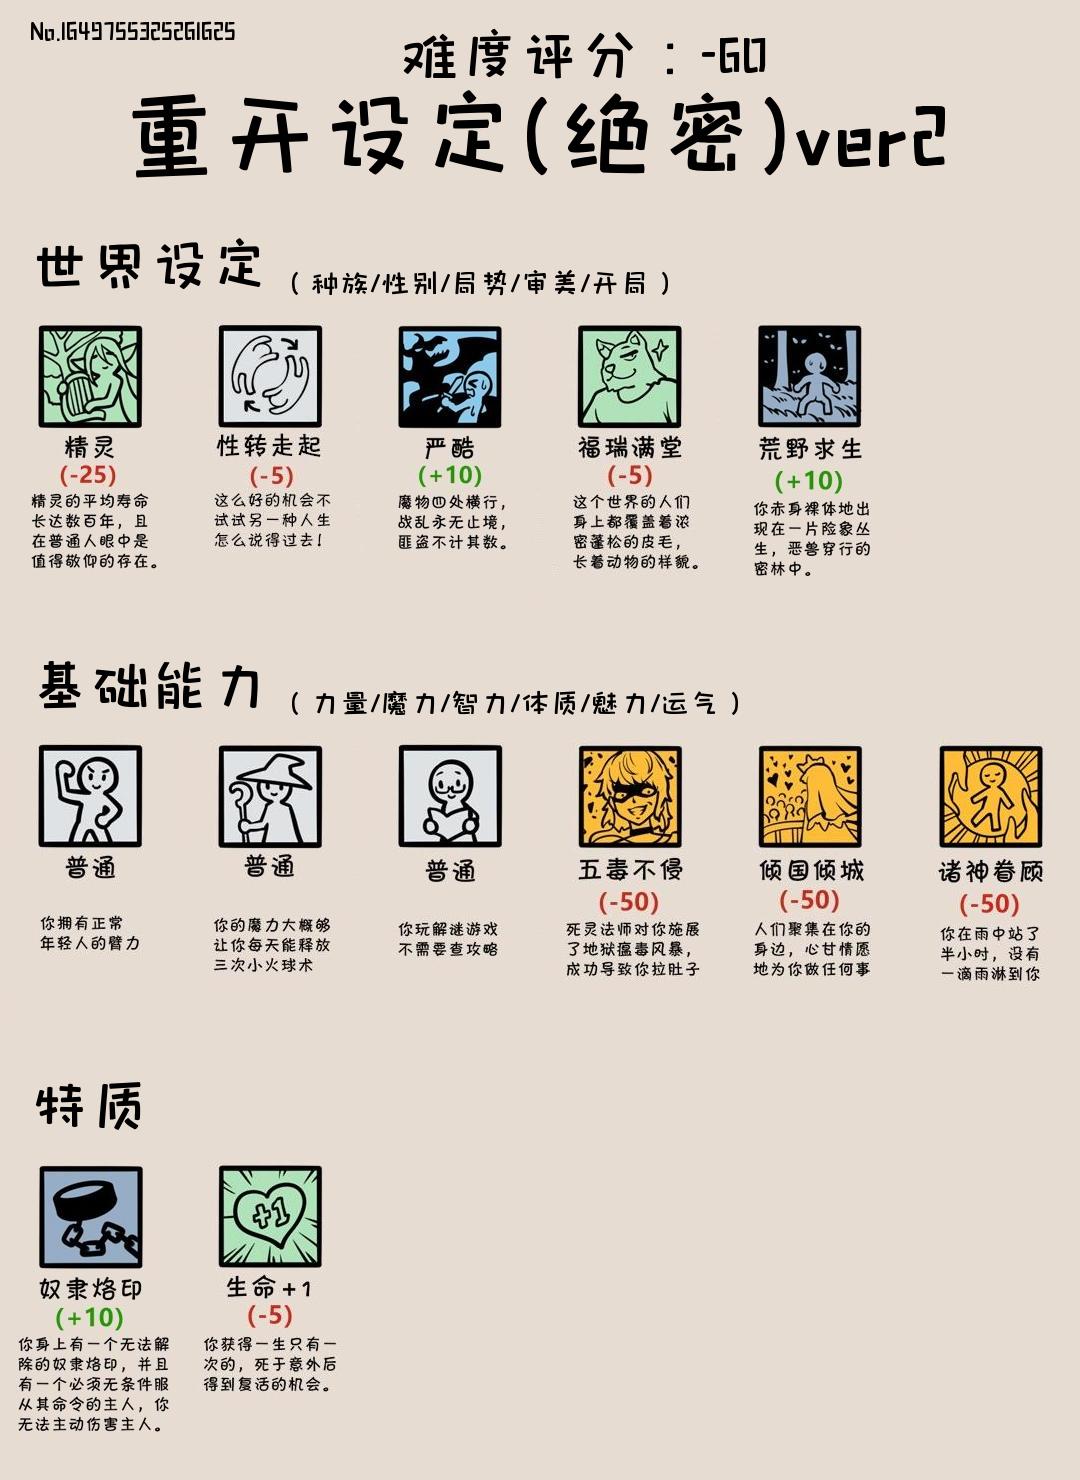 No.1649755325261625
难度评分：-60
重开设定(绝密)ver2
世界设定（种族/性别/局势/审美/开局）
精灵
(-25)
精灵的平均寿命
长达数百年，且
在普通人眼中是
值得敬仰的存在。
性转走起
(-5)
这么好的机会不
试试另一种人生
怎么说得过去！
严酷
(+10)
魔物四处横行，
战乱永无止境，
匪盗不计其数。
福瑞满堂
(-5)
这个世界的人们
身上都覆盖着浓
密蓬松的皮毛，
长着动物的样貌。
荒野求生
(+10)
你赤身裸体地出
现在一片险象丛
生，恶兽穿行的
密林中。
基础能力（力量/魔力/智力/体质/魅力/运气）
普通
你拥有正常
年轻人的臂力
普通
你的魔力大概够
让你每天能释放
三次小火球术
普通
你玩解谜游戏
不需要查攻略
五毒不侵
(-50)
死灵法师对你施展
了地狱瘟毒风暴，
成功导致你拉肚子
倾国倾城
(-50)
人们聚集在你的
身边，心甘情愿
地为你做任何事
诸神眷顾
(-50)
你在雨中站了
半小时，没有
一滴雨淋到你
特质
奴隶烙印
(+10)
你身上有一个无法解
除的奴隶烙印，并且
有一个必须无条件服
从其命令的主人，你
无法主动伤害主人。
+1
生命+1
(-5)
你获得一生只有一
次的，死于意外后
得到复活的机会。